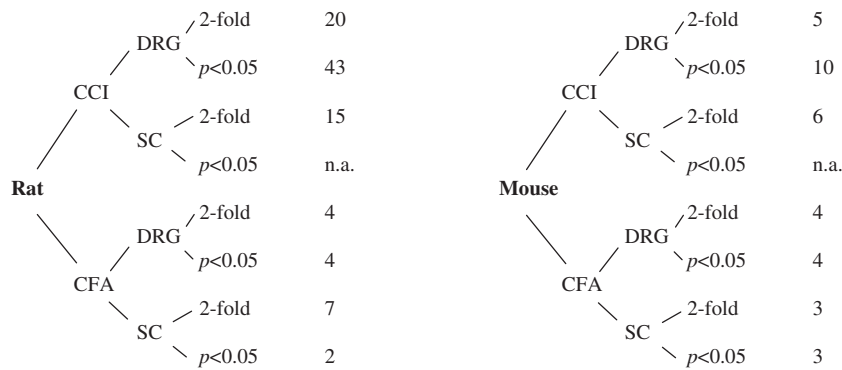 2-fold 20 2-fold 5
DRG DRG
p<0.05 43 p<0.05 10
CCI CCI
2-fold 15 2-fold 6
SC SC
p<0.05 n.a. p<0.05 n.a.
Rat Mouse
2-fold 4 2-fold 4
DRG DRG
p<0.05 4 p<0.05 4
CFA CFA
2-fold 7 2-fold 3
SC SC
p<0.05 2 p<0.05 3